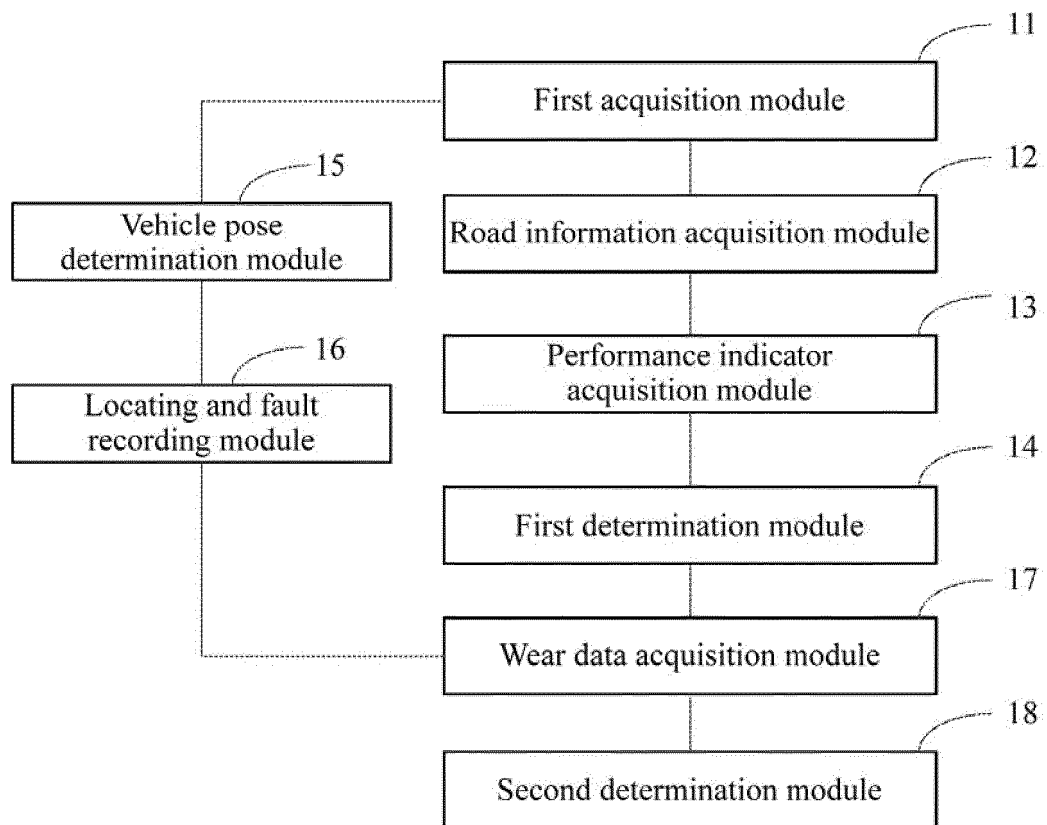 11
First acquisition module
12
Road information acquisition module
15
Vehicle pose
determination module
13
Performance indicator
acquisition module
16
Locating and fault
recording module
14
First determination module
17
Wear data acquisition module
18
Second determination module